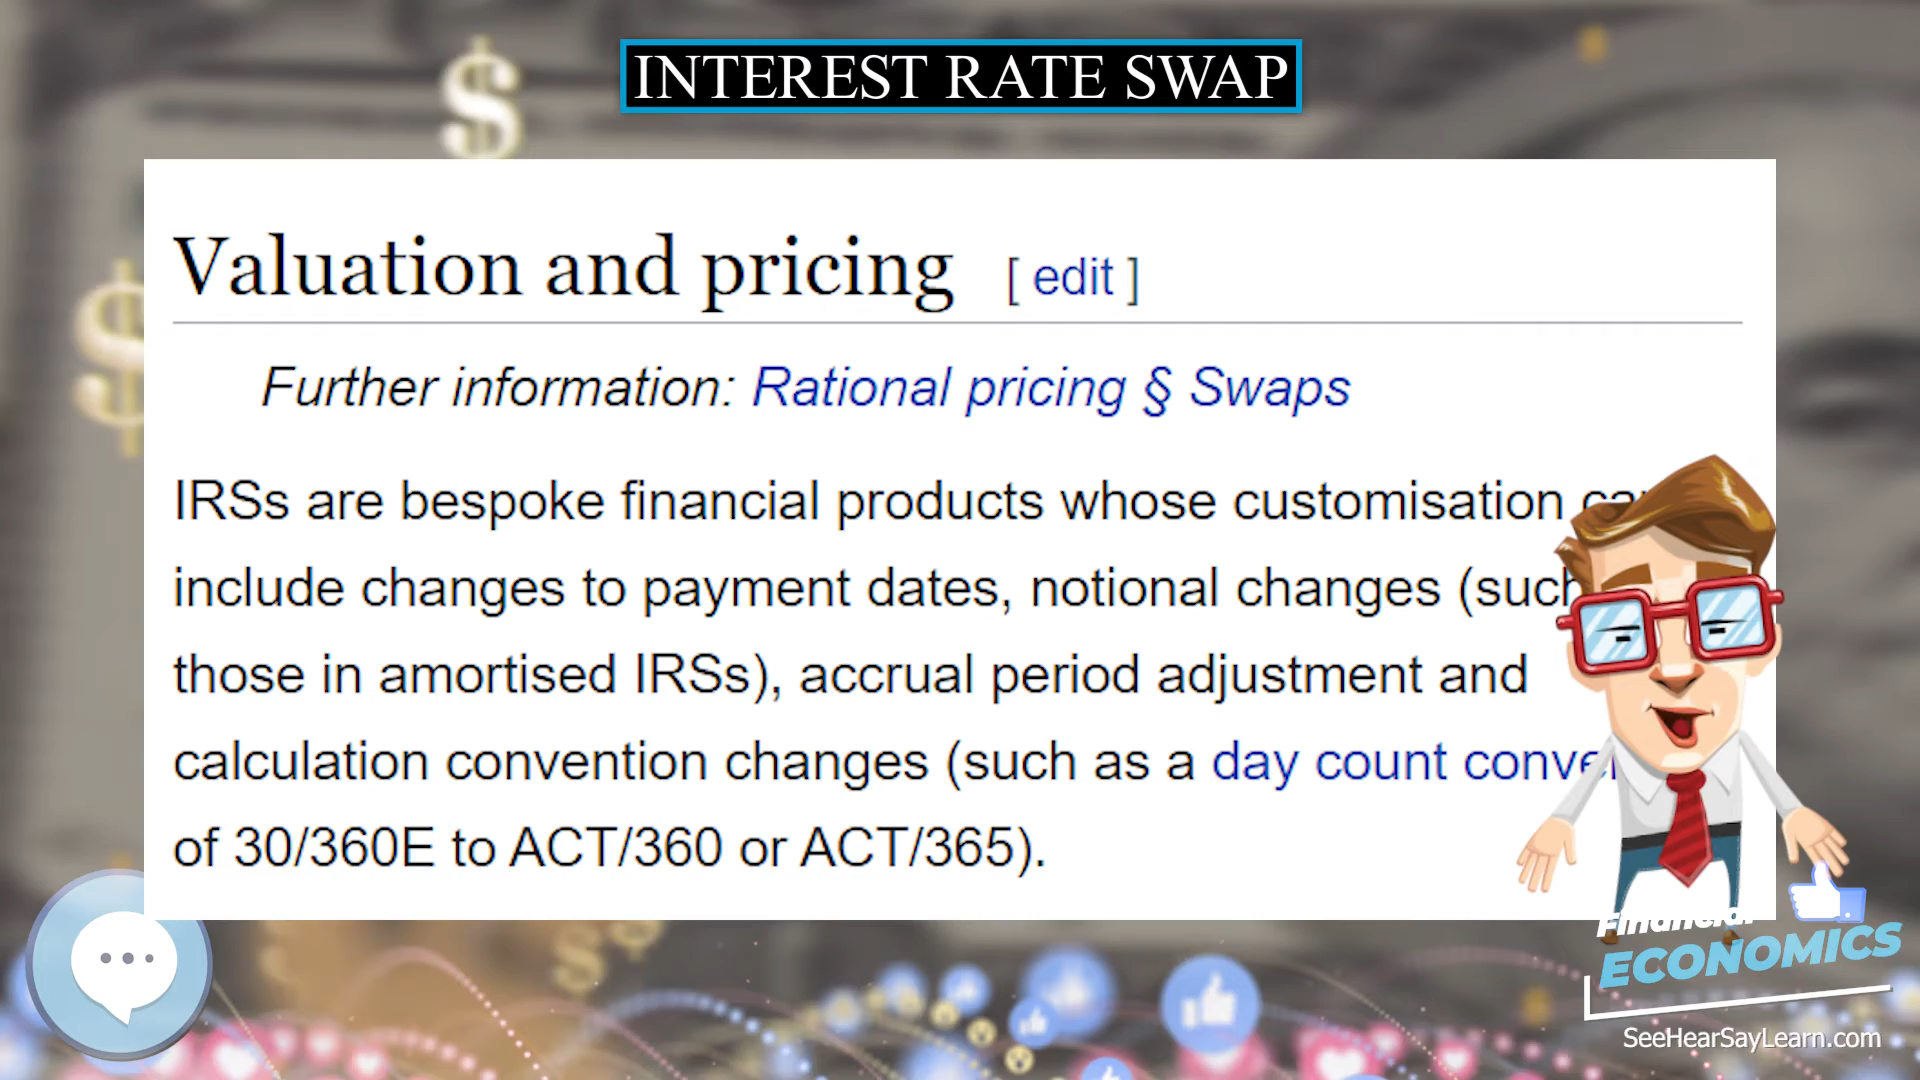 INTEREST RATE SWAP
Valuation and pricing [ edit ]
Further information: Rational pricing § Swaps
IRSs are bespoke financial products whose customisation
include changes to payment dates, notional changes (such
those in amortised IRSs), accrual period adjustment and
calculation convention changes (such as a day count
of 30/360E to ACT/360 or ACT/365).
Financial
ECONOMICS
SeeHearSayLearn.com